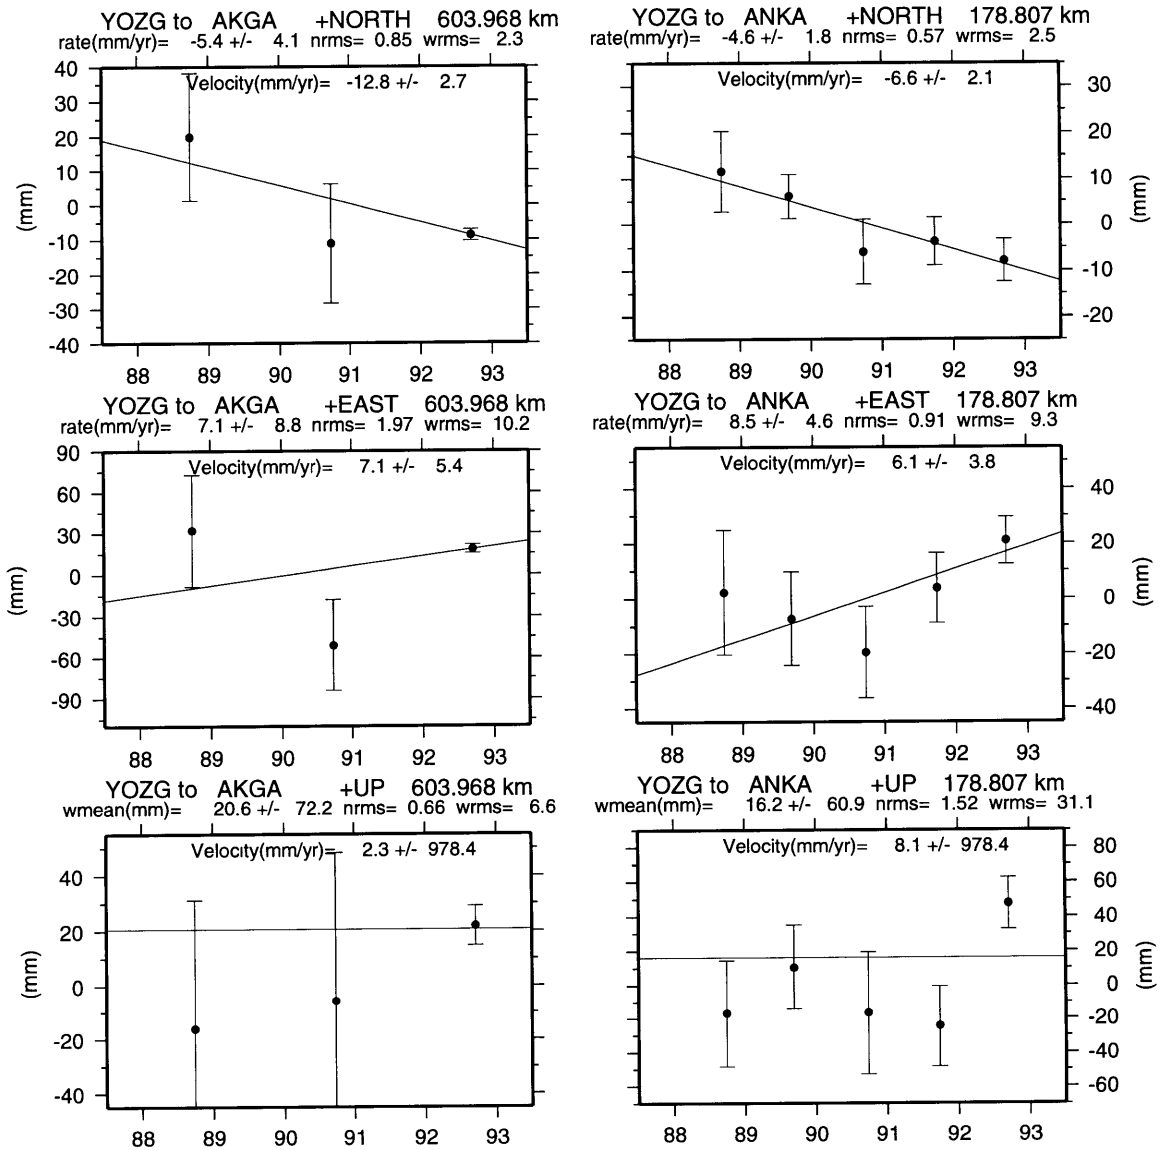 YOZG to AKGA +NORTH 603.968 km
rate(mm/yr)= -5.4 +/- 4.1 nrms= 0.85 wrms= 2.3
Velocity(mm/yr)= -12.8 +/- 2.7
40
30
20
10
0
-10
-20
-30
-40
(mm)
88 89 90 91 92 93
YOZG to ANKA +NORTH 178.807 km
rate(mm/yr)= -4.6 +/- 1.8 nrms= 0.57 wrms= 2.5
Velocity(mm/yr)= -6.6 +/- 2.1
30
20
10
0
-10
-20
(mm)
88 89 90 91 92 93
YOZG to AKGA +EAST 603.968 km
rate(mm/yr)= 7.1 +/- 8.8 nrms= 1.97 wrms= 10.2
Velocity(mm/yr)= 7.1 +/- 5.4
90
60
30
0
-30
-60
-90
(mm)
88 89 90 91 92 93
YOZG to ANKA +EAST 178.807 km
rate(mm/yr)= 8.5 +/- 4.6 nrms= 0.91 wrms= 9.3
Velocity(mm/yr)= 6.1 +/- 3.8
40
20
0
-20
-40
(mm)
88 89 90 91 92 93
YOZG to AKGA +UP 603.968 km
wmean(mm)= 20.6 +/- 72.2 nrms= 0.66 wrms= 6.6
Velocity(mm/yr)= 2.3 +/- 978.4
40
20
0
-20
-40
(mm)
88 89 90 91 92 93
YOZG to ANKA +UP 178.807 km
wmean(mm)= 16.2 +/- 60.9 nrms= 1.52 wrms= 31.1
Velocity(mm/yr)= 8.1 +/- 978.4
80
60
40
20
0
-20
-40
-60
(mm)
88 89 90 91 92 93